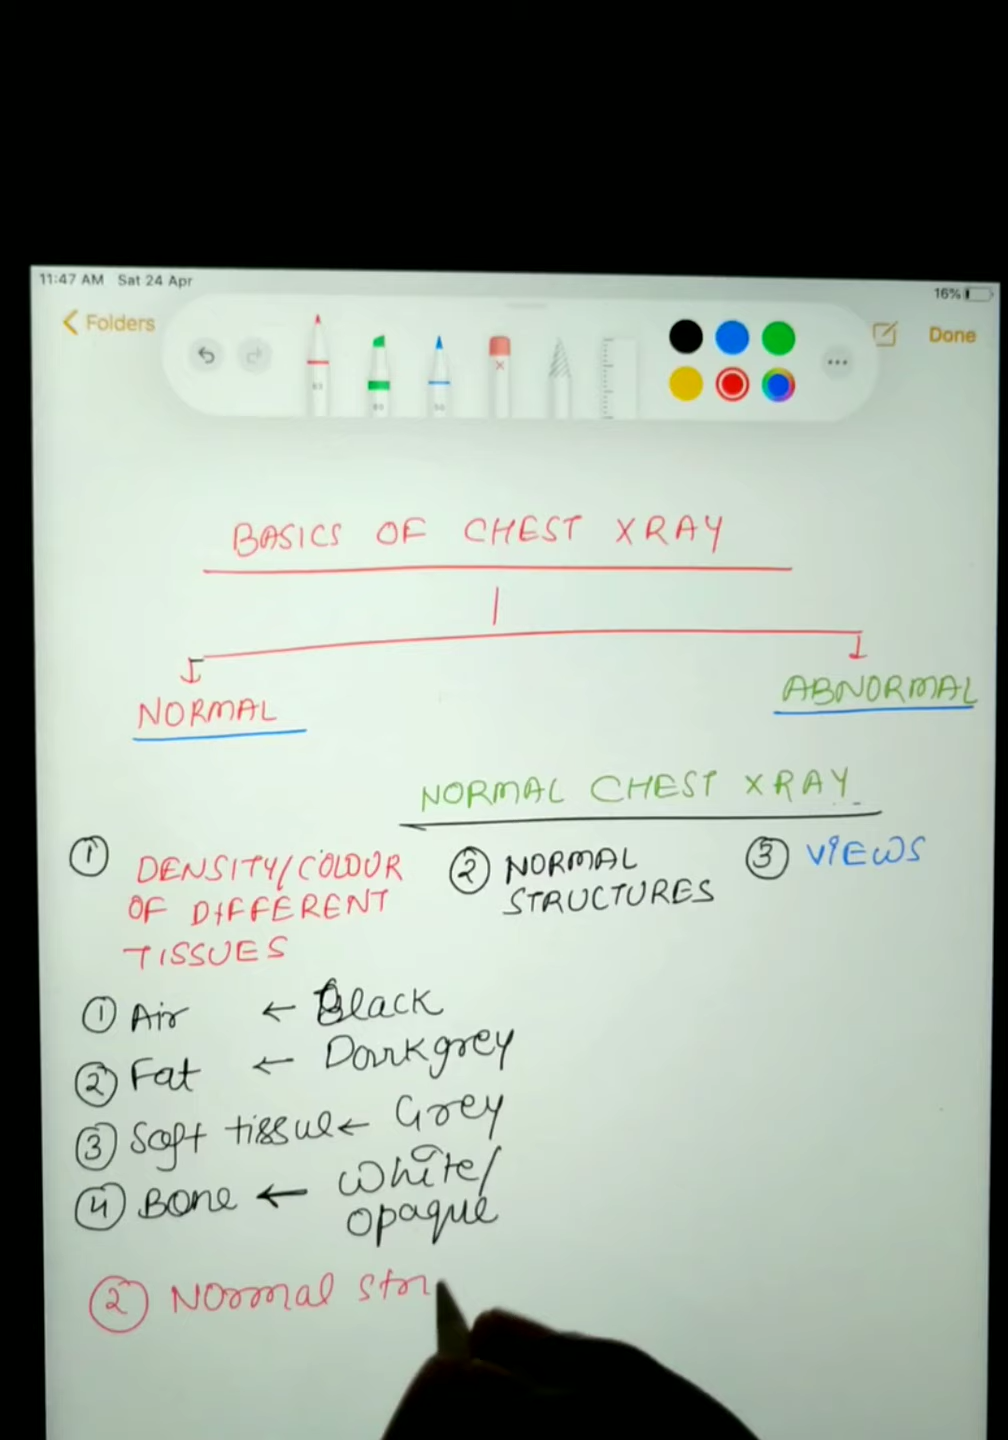 11:47 AM Sat 24 Apr
16%
Folders
Done
BASICS OF CHEST XRAY
NORMAL
ABNORMAL
NORMAL CHEST XRAY
① DENSITY/COLOUR
OF DIFFERENT
TISSUES
② NORMAL
STRUCTURES
③ VIEWS
① Air ← Black
② Fat ← Dark grey
③ Soft tissue ← Grey
④ Bone ← White/
opaque
② Normal str